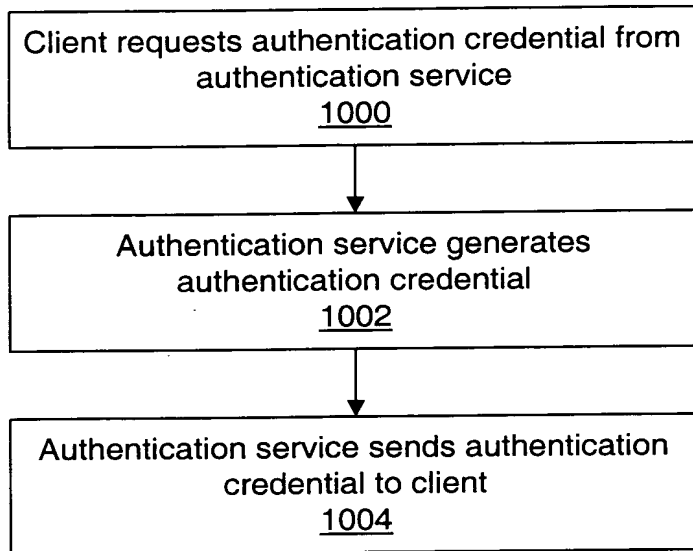 Client requests authentication credential from
authentication service
1000
Authentication service generates
authentication credential
1002
Authentication service sends authentication
credential to client
1004